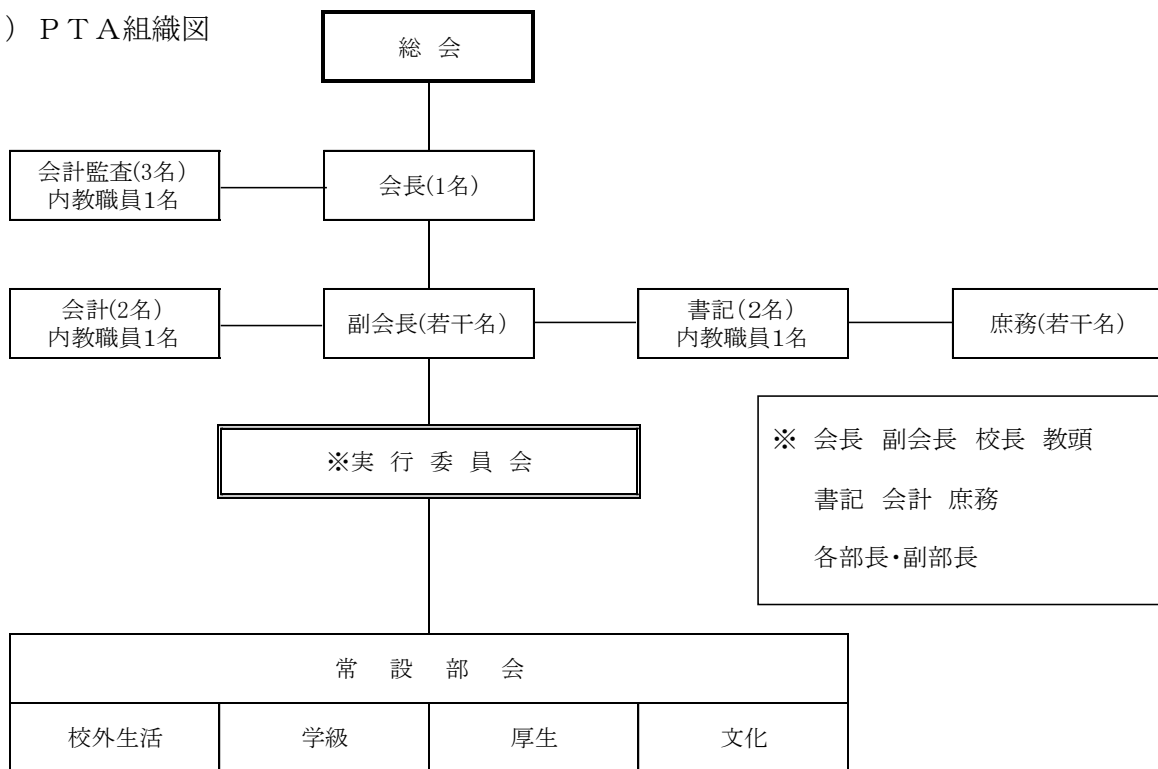 ） ＰＴＡ組織図
総 会
会計監査(3名)
内教職員1名
会長(1名)
会計(2名)
内教職員1名
副会長(若干名)
書記(2名)
内教職員1名
庶務(若干名)
※実 行 委 員 会
※ 会長 副会長 校長 教頭
書記 会計 庶務
各部長・副部長
常 設 部 会
校外生活
学級
厚生
文化